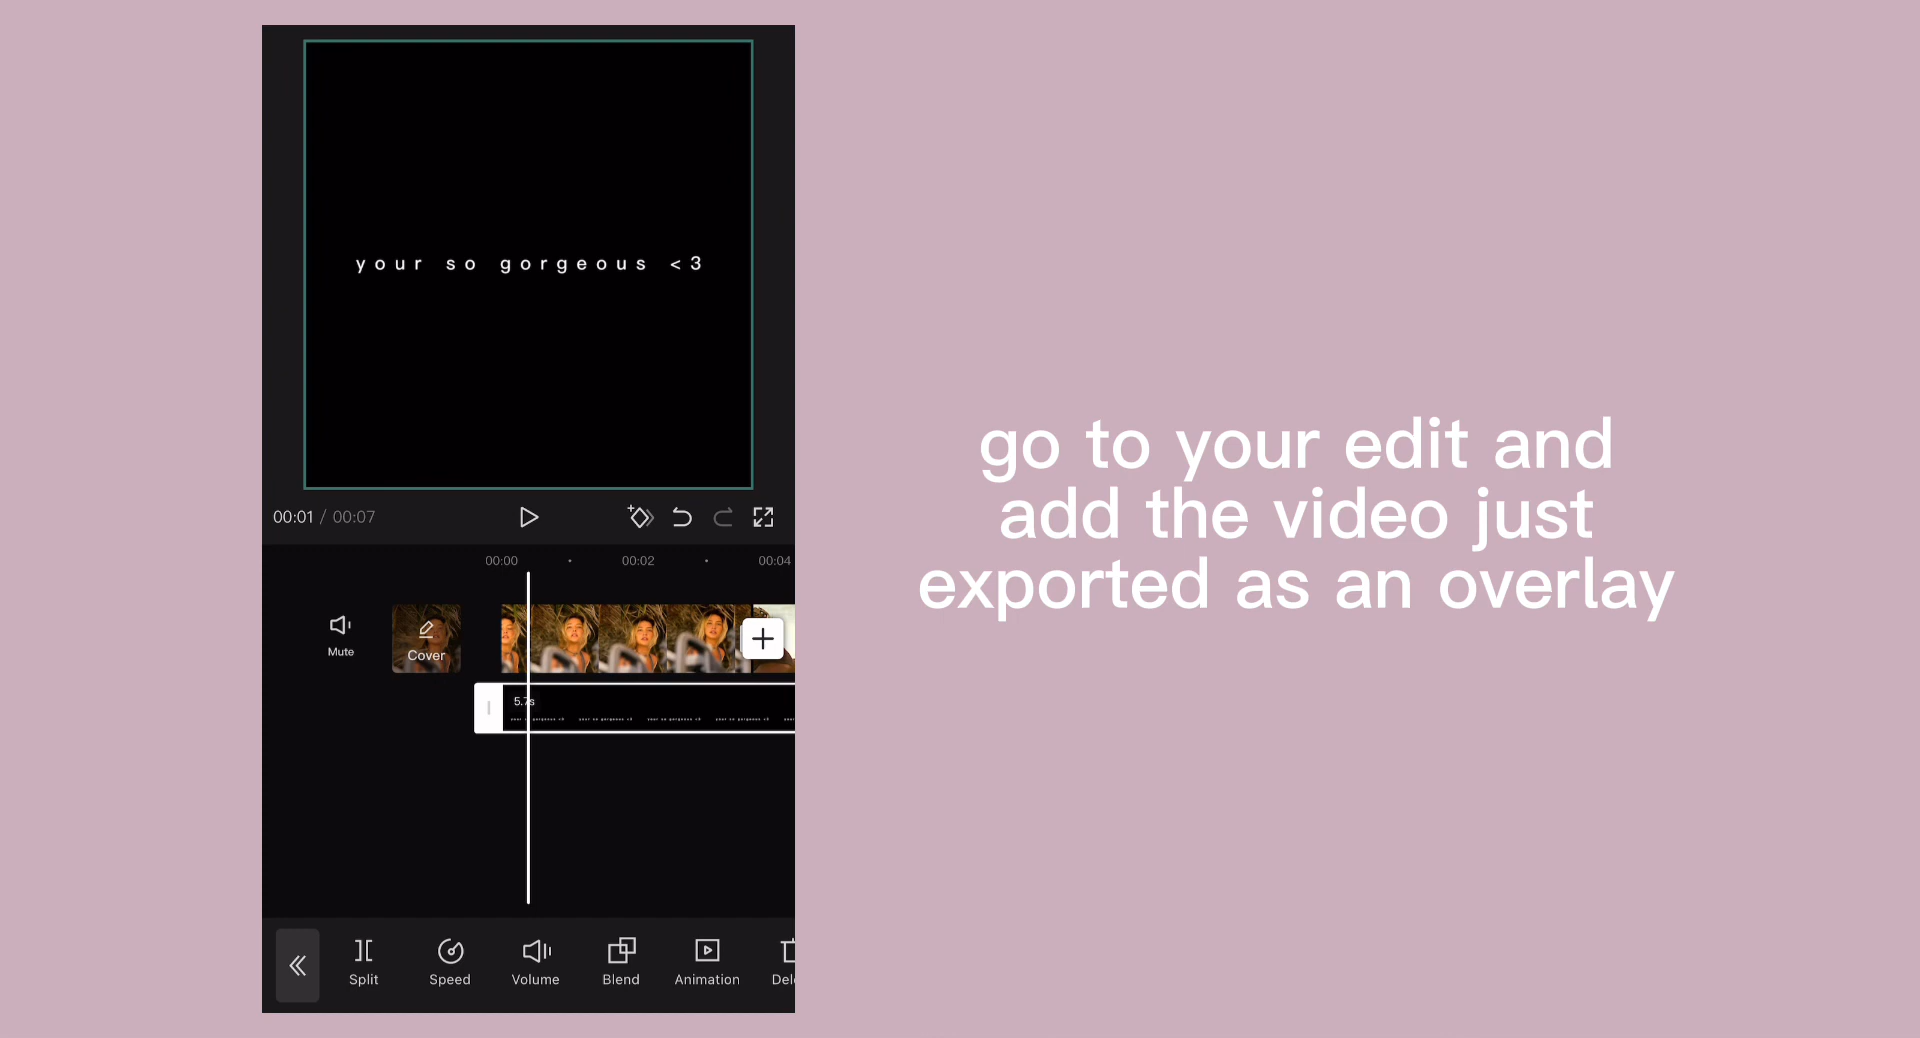 your so gorgeous <3
00:01 / 00:07
00:00
00:02
00:04
Mute
Cover
5.7s
Split
Speed
Volume
Blend
Animation
go to your edit and
add the video just
exported as an overlay